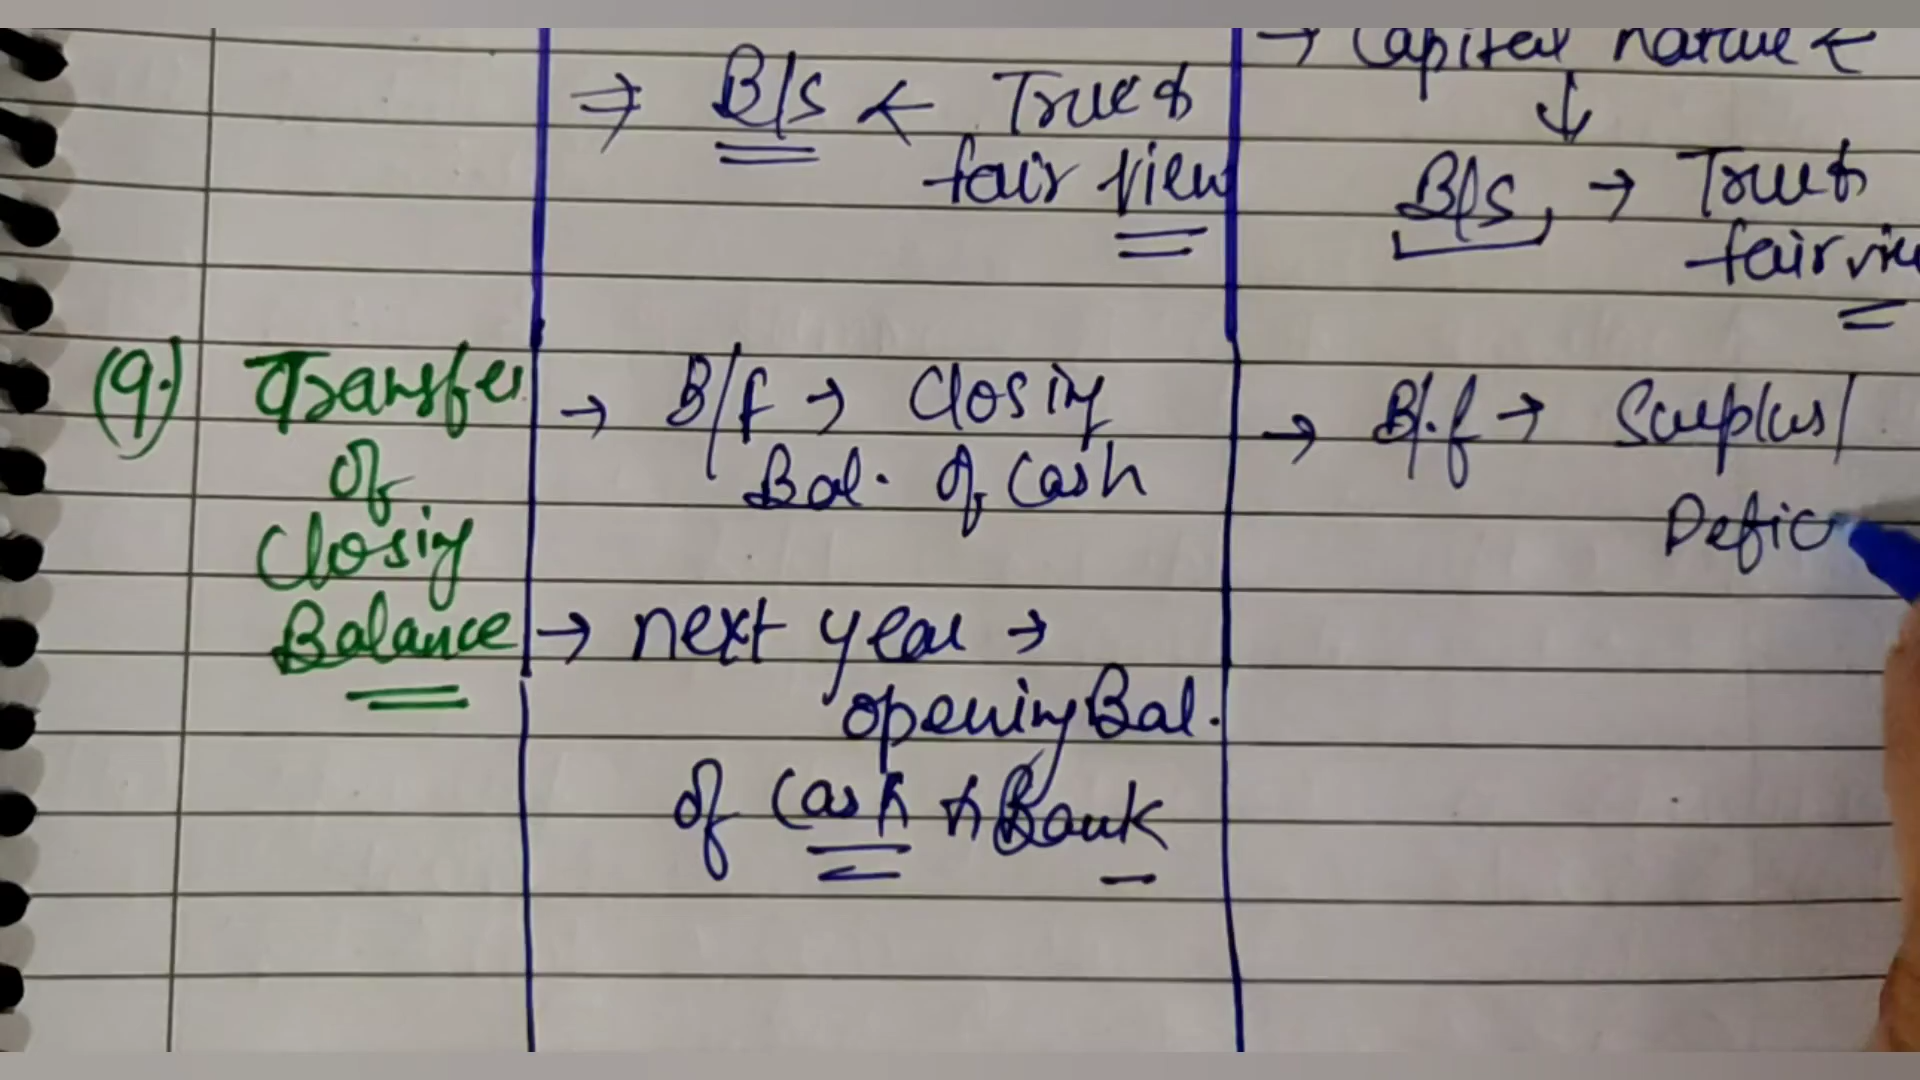 → Capital nature ←
⇒ B/S ← True &
fair view
B/S, → True &
fair vie
(9.) Transfer
of
Closing
Balance
→ B/f → Closing
Bal. of Cash
→ next year →
opening Bal.
of Cash & Bank
→ B/f → Surplus/
Defic